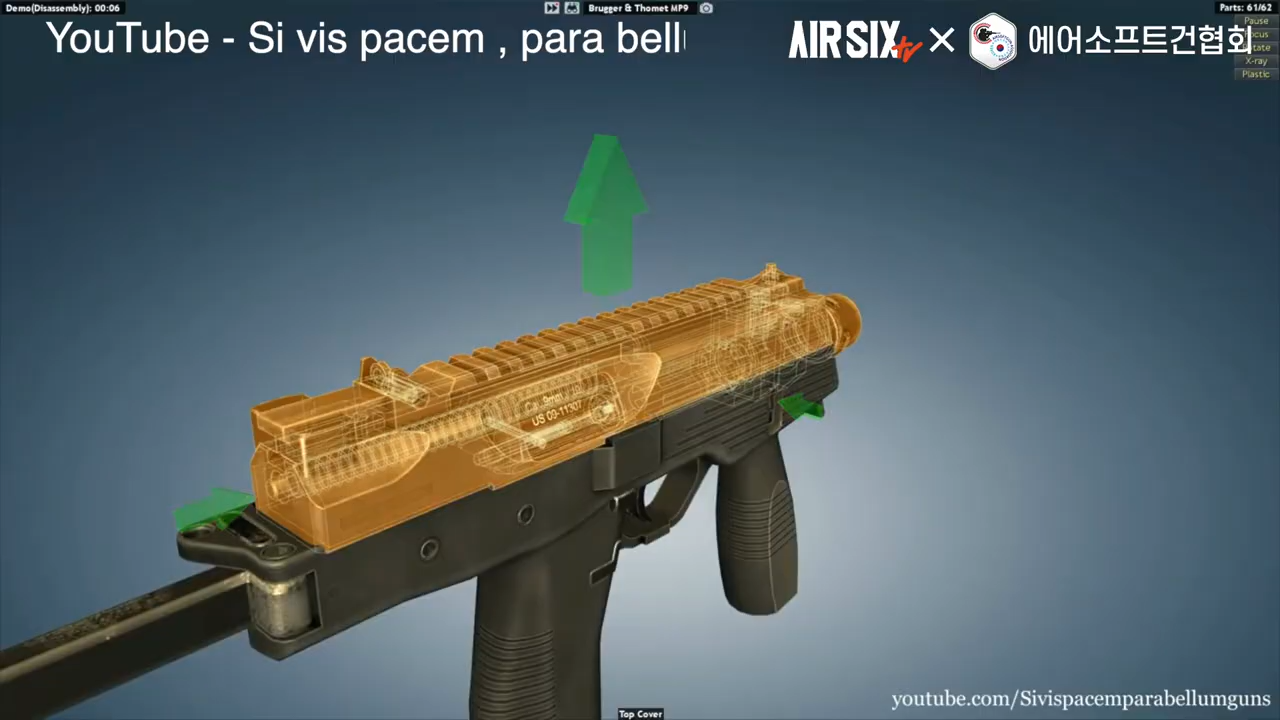 Demo(Disassembly): 00:06
Brugger & Thomet MP9
Parts: 61/62
YouTube - Si vis pacem , para bell
AIRSIX tv × 에어소프트건협회
Pause
X-ray
Plastic
US 09-11307
Top Cover
youtube.com/Sivispacemparabellumguns